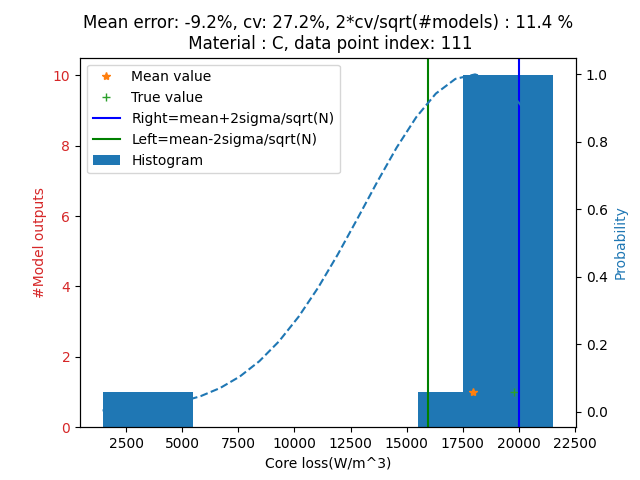 Mean error: -9.2%, cv: 27.2%, 2*cv/sqrt(#models) : 11.4 %
Material : C, data point index: 111
Mean value
True value
Right=mean+2sigma/sqrt(N)
Left=mean-2sigma/sqrt(N)
Histogram
#Model outputs
10
8
6
4
2
0
1.0
0.8
0.6
0.4
0.2
0.0
Probability
2500 5000 7500 10000 12500 15000 17500 20000 22500
Core loss(W/m^3)